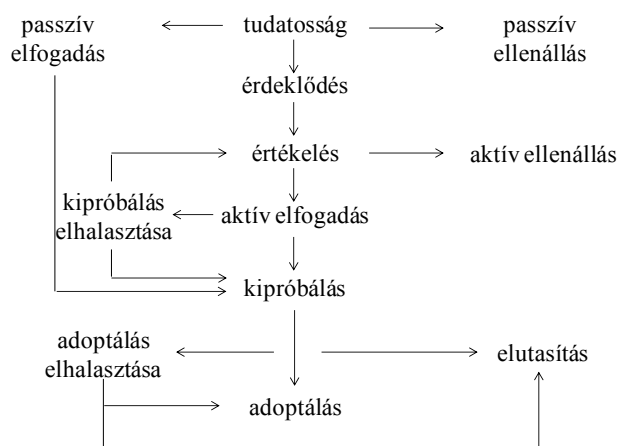 passzív
elfogadás
tudatosság
passzív
ellenállás
érdeklődés
értékelés
aktív ellenállás
kipróbálás
elhalasztása
aktív elfogadás
kipróbálás
adoptálás
elhalasztása
elutasítás
adoptálás